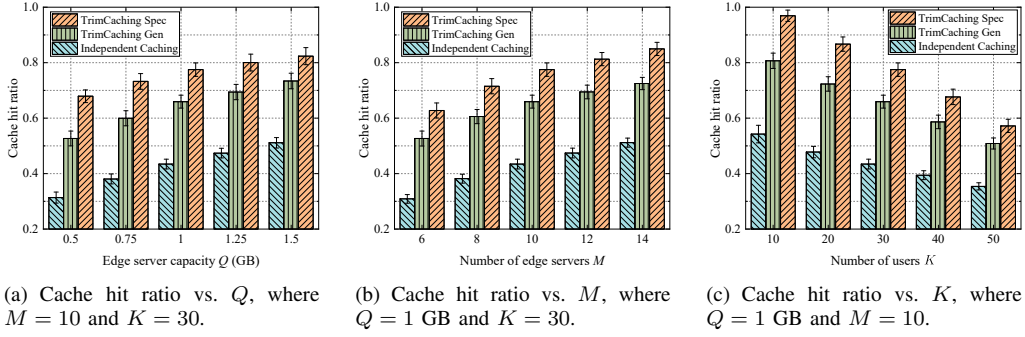 TrimCaching Spec
TrimCaching Gen
Independent Caching
Cache hit ratio
1.0
0.8
0.6
0.4
0.2
0.5 0.75 1 1.25 1.5
Edge server capacity Q (GB)
(a) Cache hit ratio vs. Q, where
M = 10 and K = 30.
TrimCaching Spec
TrimCaching Gen
Independent Caching
Cache hit ratio
1.0
0.8
0.6
0.4
0.2
6 8 10 12 14
Number of edge servers M
(b) Cache hit ratio vs. M, where
Q = 1 GB and K = 30.
TrimCaching Spec
TrimCaching Gen
Independent Caching
Cache hit ratio
1.0
0.8
0.6
0.4
0.2
10 20 30 40 50
Number of users K
(c) Cache hit ratio vs. K, where
Q = 1 GB and M = 10.